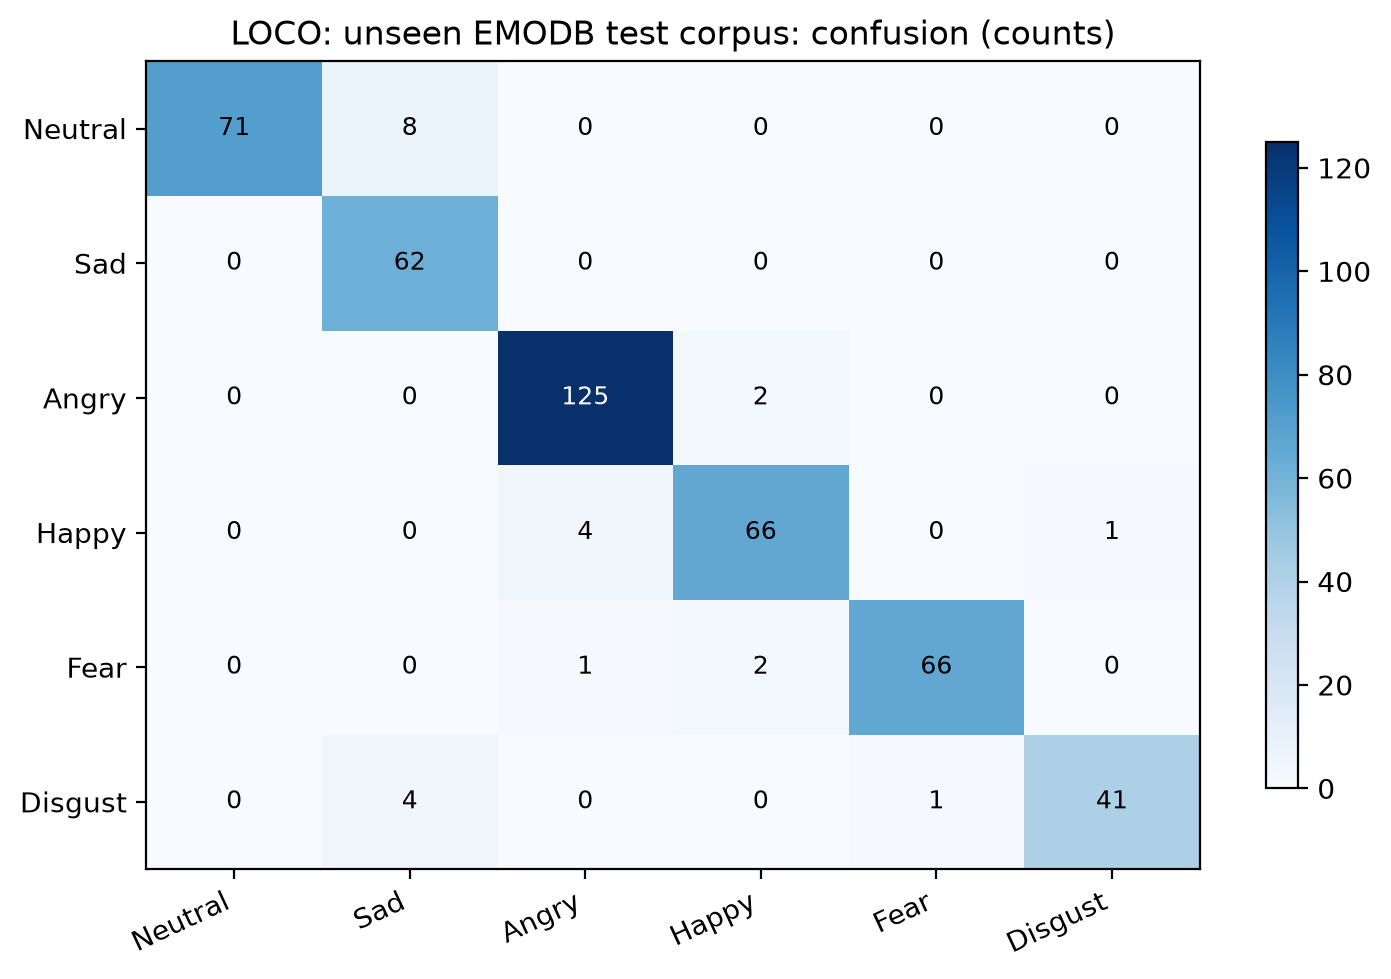 LOCO: unseen EMODB test corpus: confusion (counts)
Neutral 71 8 0 0 0 0
Sad 0 62 0 0 0 0
Angry 0 0 125 2 0 0
Happy 0 0 4 66 0 1
Fear 0 0 1 2 66 0
Disgust 0 4 0 0 1 41
Neutral Sad Angry Happy Fear Disgust
120
100
80
60
40
20
0